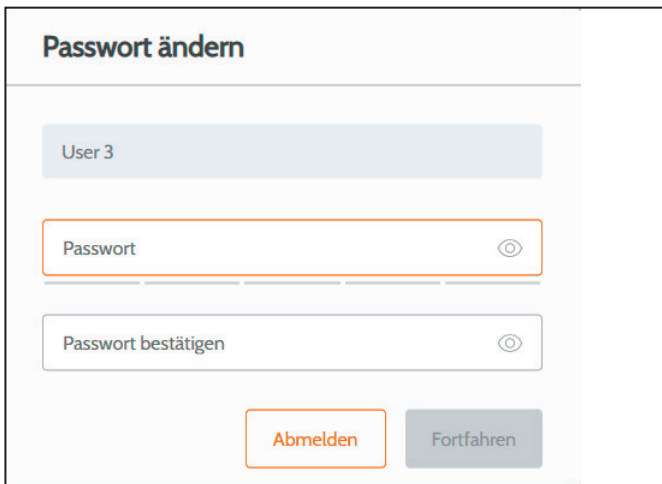 Passwort ändern
User 3
Passwort
Passwort bestätigen
Abmelden Fortfahren